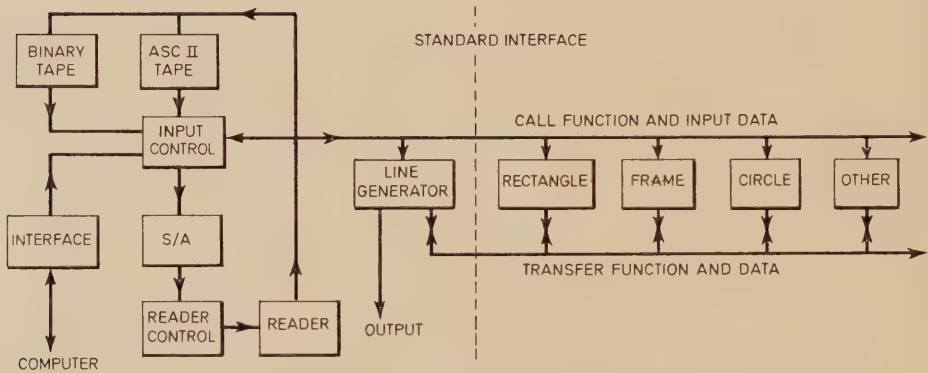 BINARY
TAPE
ASC II
TAPE
STANDARD INTERFACE
INPUT
CONTROL
CALL FUNCTION AND INPUT DATA
LINE
GENERATOR
RECTANGLE
FRAME
CIRCLE
OTHER
INTERFACE
S/A
TRANSFER FUNCTION AND DATA
READER
CONTROL
READER
OUTPUT
COMPUTER